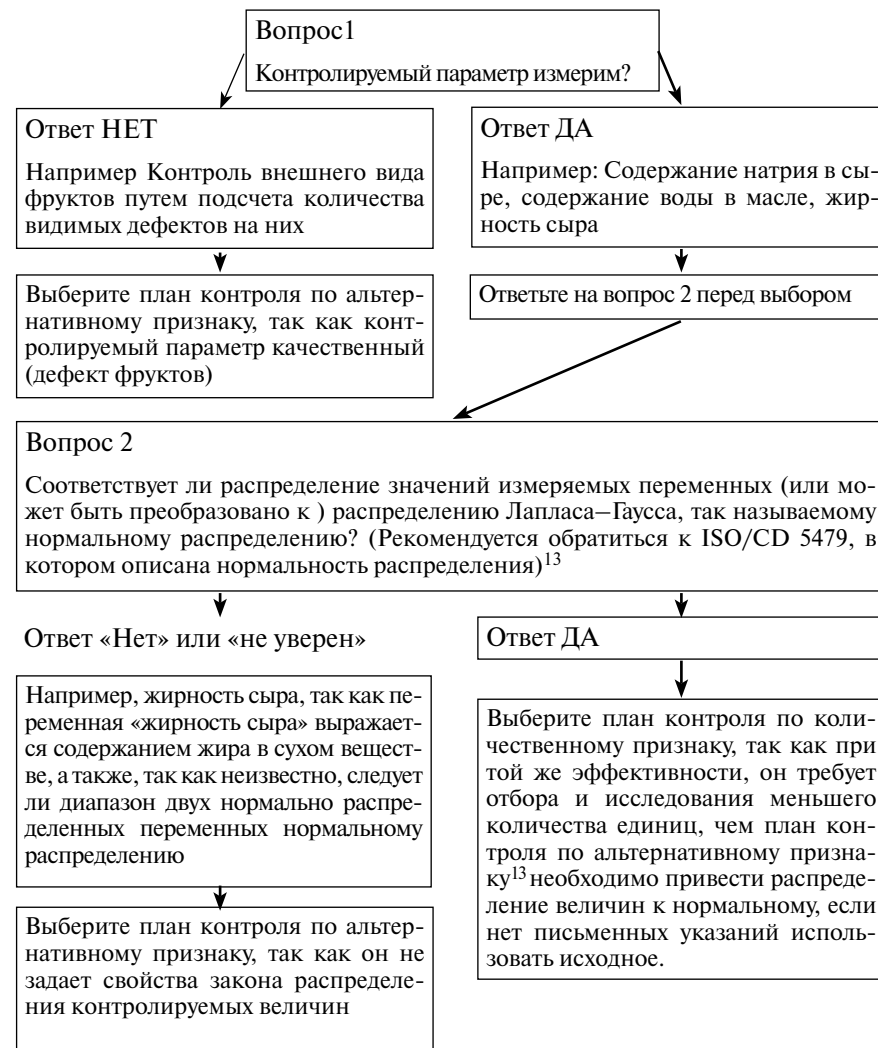 Вопрос1
Контролируемый параметр измерим?
Ответ НЕТ
Например Контроль внешнего вида
фруктов путем подсчета количества
видимых дефектов на них
Ответ ДА
Например: Содержание натрия в сы-
ре, содержание воды в масле, жир-
ность сыра
Выберите план контроля по альтер-
нативному признаку, так как конт-
ролируемый параметр качественный
(дефект фруктов)
Ответьте на вопрос 2 перед выбором
Вопрос 2
Соответствует ли распределение значений измеряемых переменных (или мо-
жет быть преобразовано к ) распределению Лапласа–Гаусса, так называемому
нормальному распределению? (Рекомендуется обратиться к ISO/CD 5479, в
котором описана нормальность распределения)13
Ответ «Нет» или «не уверен»
Например, жирность сыра, так как пе-
ременная «жирность сыра» выражает-
ся содержанием жира в сухом вещест-
ве, а также, так как неизвестно, следует
ли диапазон двух нормально распре-
деленных переменных нормальному
распределению
Выберите план контроля по альтер-
нативному признаку, так как он не
задает свойства закона распределе-
ния контролируемых величин
Ответ ДА
Выберите план контроля по коли-
чественному признаку, так как при
той же эффективности, он требует
отбора и исследования меньшего
количества единиц, чем план кон-
троля по альтернативному призна-
ку13 необходимо привести распреде-
ление величин к нормальному, если
нет письменных указаний исполь-
зовать исходное.